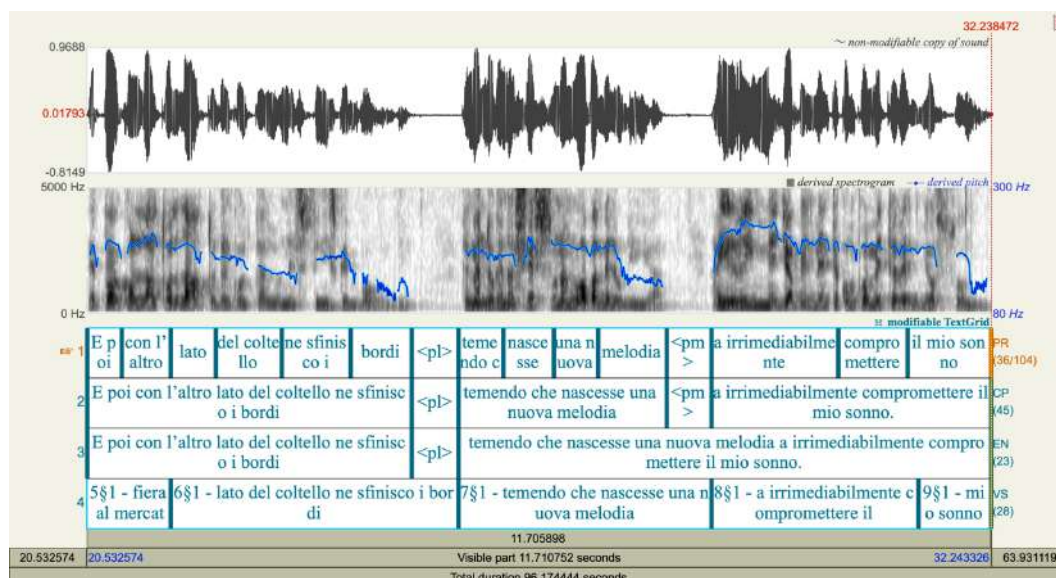 32.238472
0.9688
~ non-modifiable copy of sound
0.01793
-0.8149
5000 Hz
derived spectrogram
derived pitch
300 Hz
0 Hz
80 Hz
modifiable TextGrid
1
E p
oi
con l'
altro
lato
del colte
llo
ne sfinis
co i
bordi
<pl>
teme
ndo c
nasce
sse
una n
uova
melodia
<pm
>
a irrimediabilme
nte
compro
mettere
il mio son
no
PR
(36/104)
2
E poi con l'altro lato del coltello ne sfinisc
o i bordi
<pl>
temendo che nascesse una
nuova melodia
<pm
>
a irrimediabilmente compromettere il
mio sonno.
CP
(45)
3
E poi con l'altro lato del coltello ne sfinisc
o i bordi
<pl>
temendo che nascesse una nuova melodia a irrimediabilmente compro
mettere il mio sonno.
EN
(23)
4
5§1 - fiera
al mercat
6§1 - lato del coltello ne sfinisco i bor
di
7§1 - temendo che nascesse una n
uova melodia
8§1 - a irrimediabilmente c
ompromettere il
9§1 - mi
o sonno
VS
(28)
11.705898
20.532574
20.532574
Visible part 11.710752 seconds
32.243326
63.931119
Total duration 96.174444 seconds